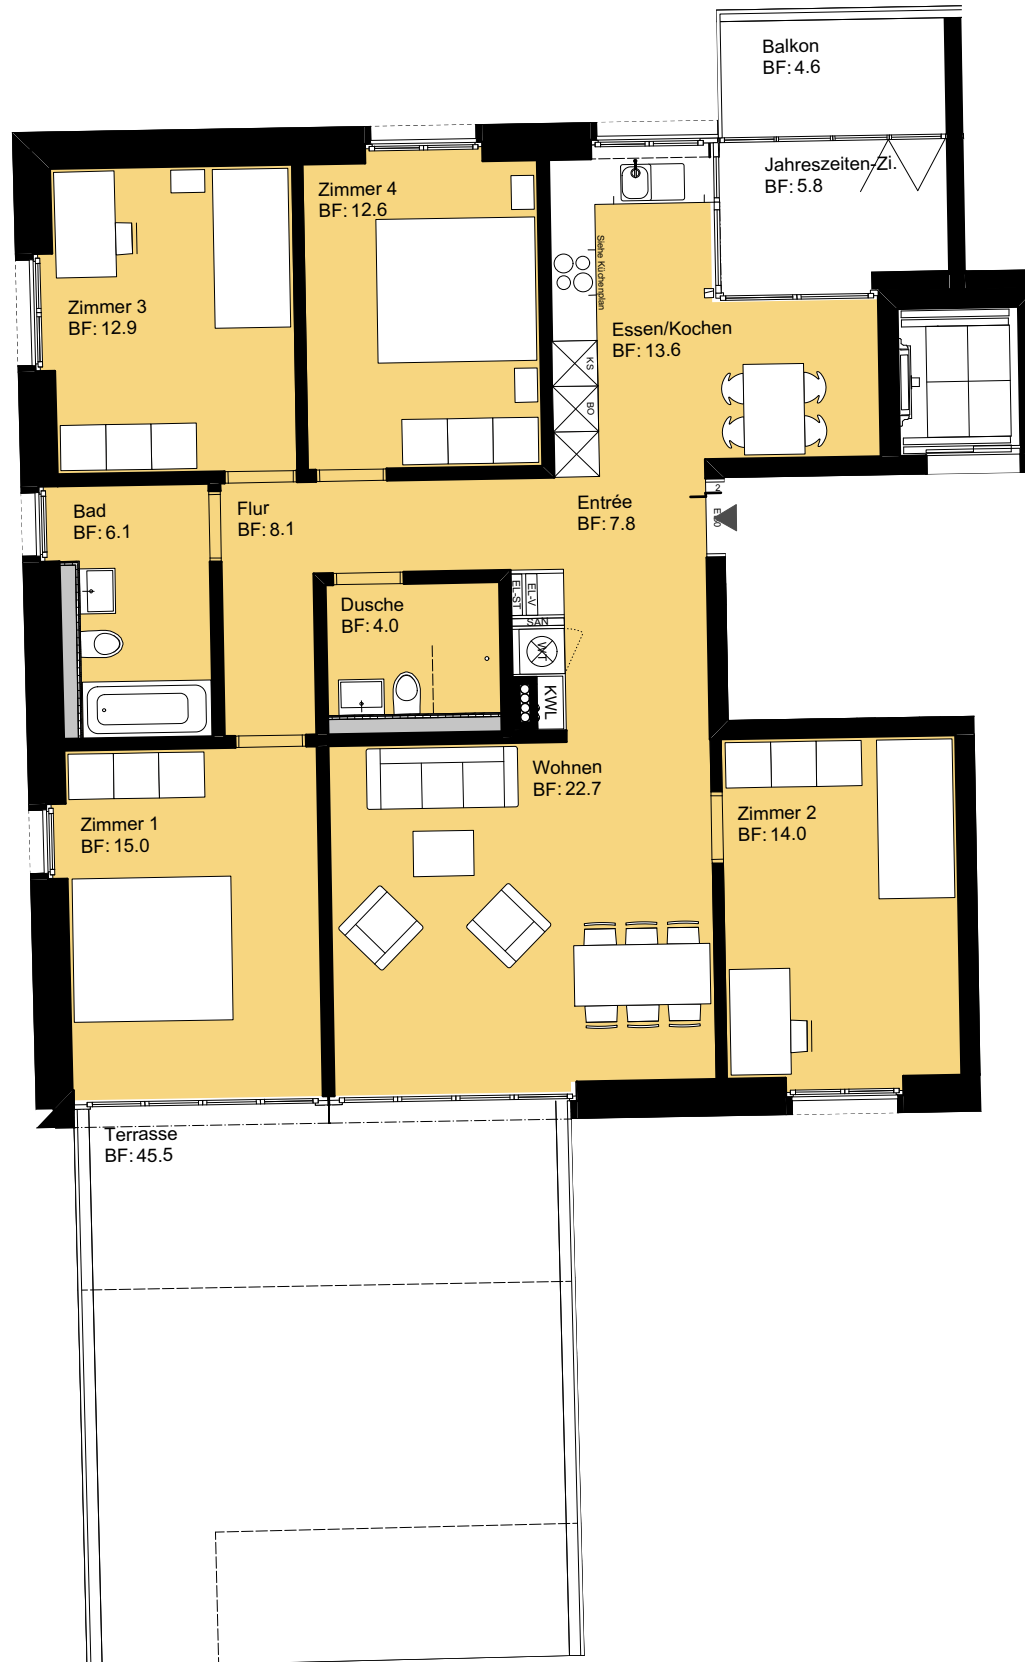 Balkon
BF: 4.6
Jahreszeiten-Zi.
BF: 5.8
Zimmer 4
BF: 12.6
Zimmer 3
BF: 12.9
Siehe Küchenplan
Essen/Kochen
BF: 13.6
KS
BO
Bad
BF: 6.1
Flur
BF: 8.1
Entrée
BF: 7.8
2
E30
Dusche
BF: 4.0
EL-ST
EL-V
SAN
WT
KWL
Wohnen
BF: 22.7
Zimmer 1
BF: 15.0
Zimmer 2
BF: 14.0
Terrasse
BF: 45.5